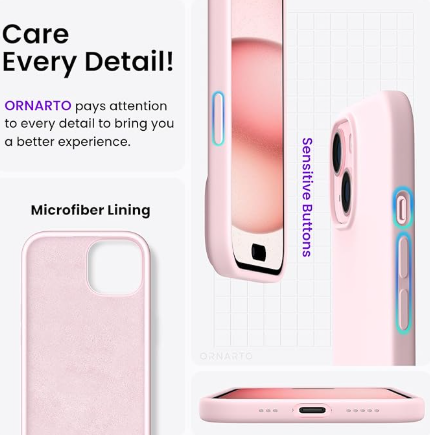 Care
Every Detail!
ORNARTO pays attention
to every detail to bring you
a better experience.
Microfiber Lining
Sensitive Buttons
ORNARTO